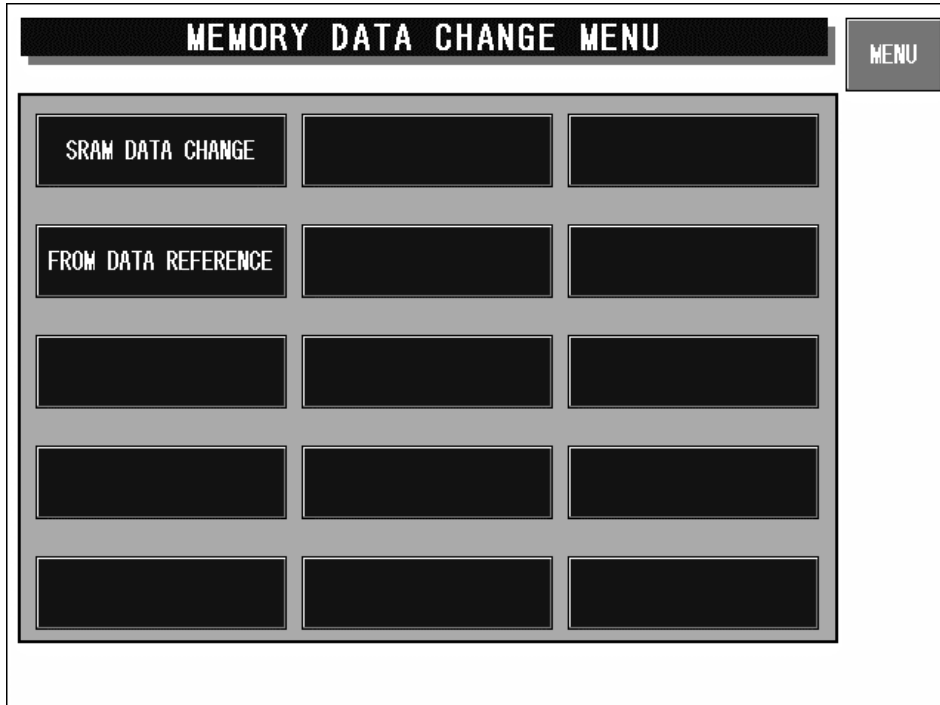 MEMORY DATA CHANGE MENU
MENU
SRAM DATA CHANGE
FROM DATA REFERENCE